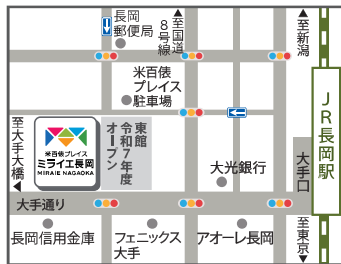 長岡
郵便局
至国道
8号線
至新潟
米百俵
プレイス
駐車場
JR長岡駅
至大手大橋
米百俵プレイス
ミライエ長岡
MIRAIE NAGAOKA
東館
令和7年度
オープン
大光銀行
大手口
大手通り
至東京
長岡信用金庫
フェニックス
大手
アオーレ長岡